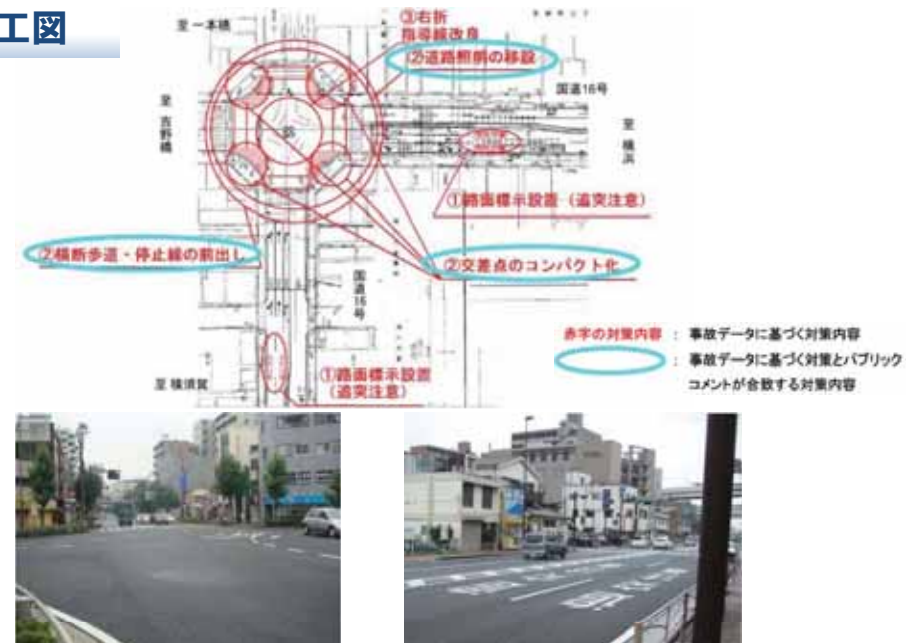 工図
至 一本橋
③右折
指導線改良
②道路照明の移設
国道16号
至 吉野橋
至 横浜
①路面標示設置（追突注意）
②横断歩道・停止線の前出し
②交差点のコンパクト化
国道16号
①路面標示設置
（追突注意）
至 横須賀
赤字の対策内容 ： 事故データに基づく対策内容
： 事故データに基づく対策とパブリック
コメントが合致する対策内容